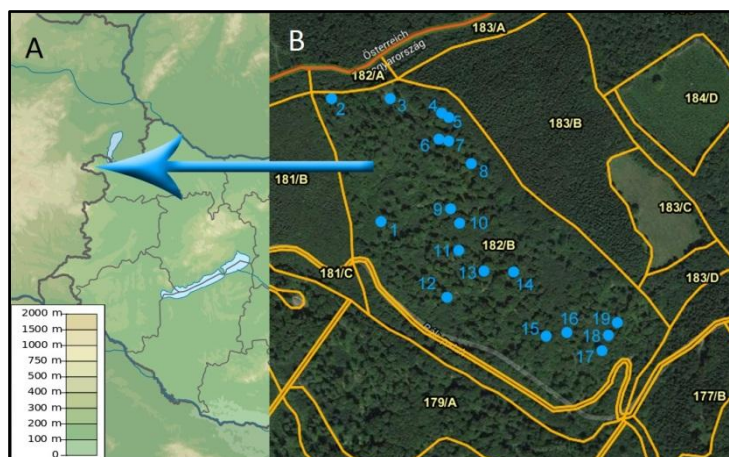 A
2000 m
1500 m
1000 m
750 m
500 m
400 m
300 m
200 m
100 m
0
B
183/A
Österreich
182/A
2
3
4
5
6
7
8
183/B
184/D
181/B
183/C
9
10
1
11
182/B
13
14
181/C
183/D
12
15
16
19
18
17
179/A
177/B